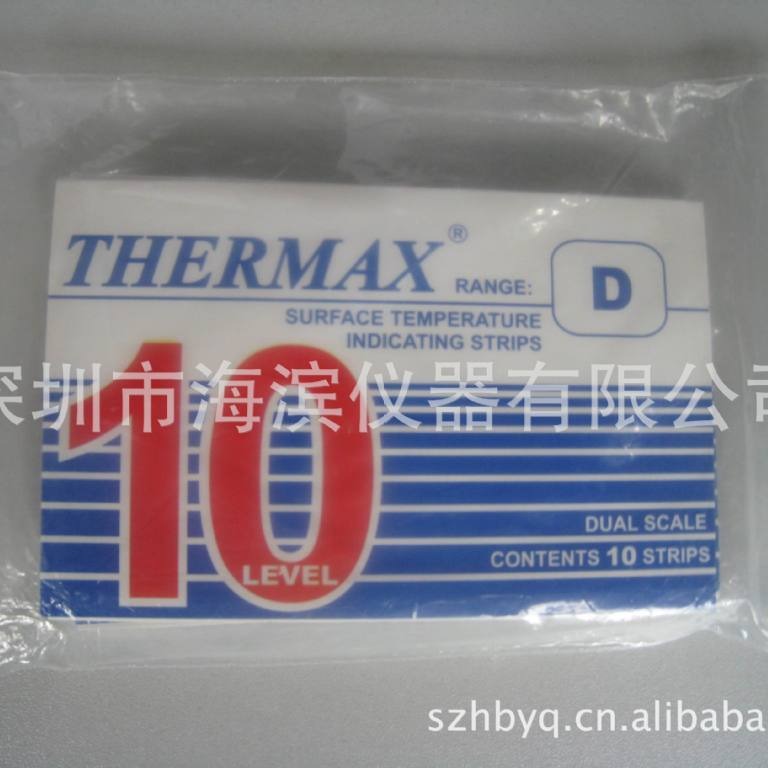 THERMAX®
RANGE: D
SURFACE TEMPERATURE
INDICATING STRIPS
深圳市海滨仪器有限公司
10
LEVEL
DUAL SCALE
CONTENTS 10 STRIPS
szhbyq.cn.alibaba